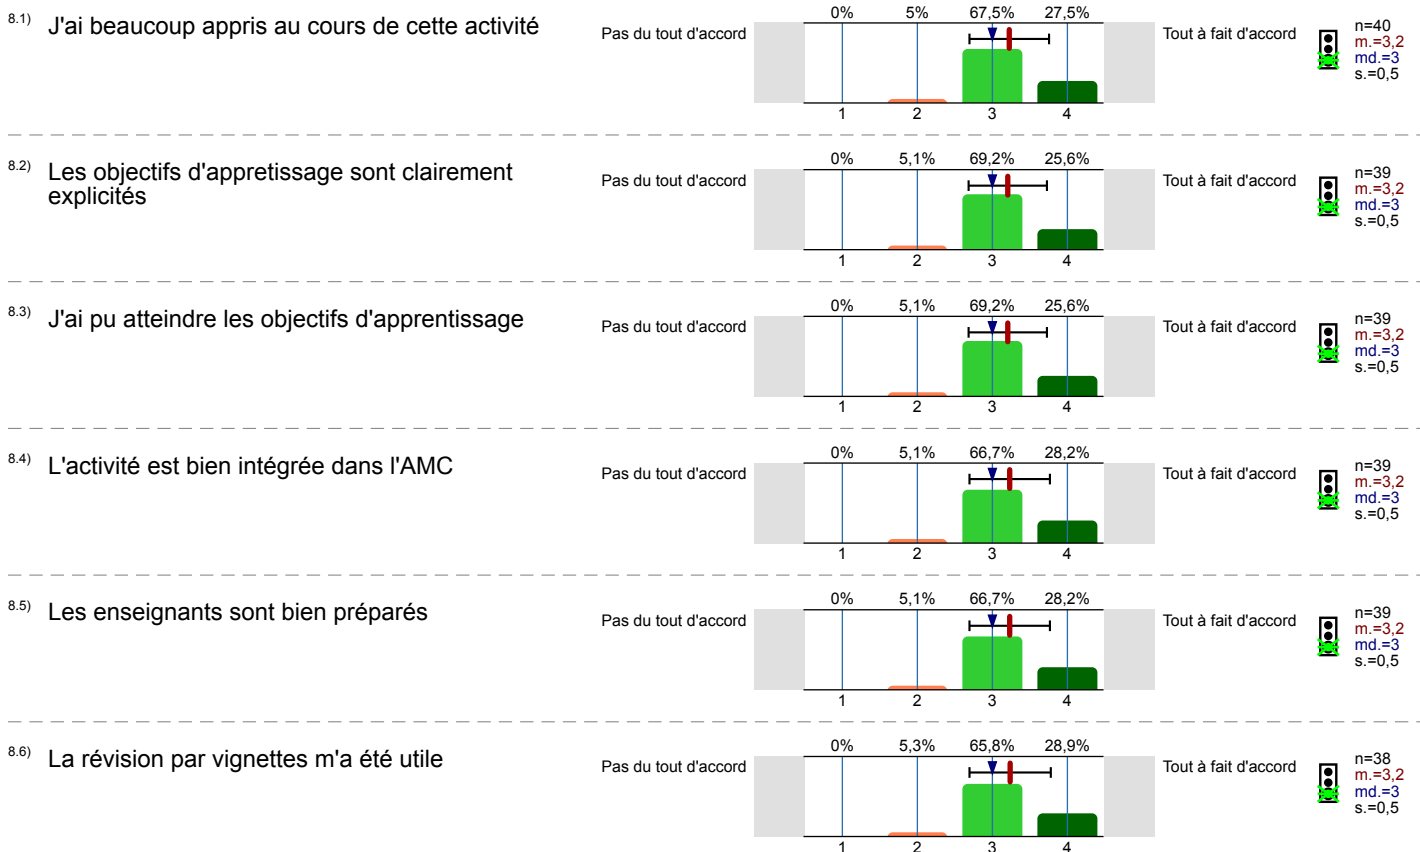 8.1) J'ai beaucoup appris au cours de cette activité
Pas du tout d'accord
0% 5% 67,5% 27,5%
1 2 3 4
Tout à fait d'accord
n=40
m.=3,2
md.=3
s.=0,5
8.2) Les objectifs d'appretissage sont clairement
explicités
Pas du tout d'accord
0% 5,1% 69,2% 25,6%
1 2 3 4
Tout à fait d'accord
n=39
m.=3,2
md.=3
s.=0,5
8.3) J'ai pu atteindre les objectifs d'apprentissage
Pas du tout d'accord
0% 5,1% 69,2% 25,6%
1 2 3 4
Tout à fait d'accord
n=39
m.=3,2
md.=3
s.=0,5
8.4) L'activité est bien intégrée dans l'AMC
Pas du tout d'accord
0% 5,1% 66,7% 28,2%
1 2 3 4
Tout à fait d'accord
n=39
m.=3,2
md.=3
s.=0,5
8.5) Les enseignants sont bien préparés
Pas du tout d'accord
0% 5,1% 66,7% 28,2%
1 2 3 4
Tout à fait d'accord
n=39
m.=3,2
md.=3
s.=0,5
8.6) La révision par vignettes m'a été utile
Pas du tout d'accord
0% 5,3% 65,8% 28,9%
1 2 3 4
Tout à fait d'accord
n=38
m.=3,2
md.=3
s.=0,5